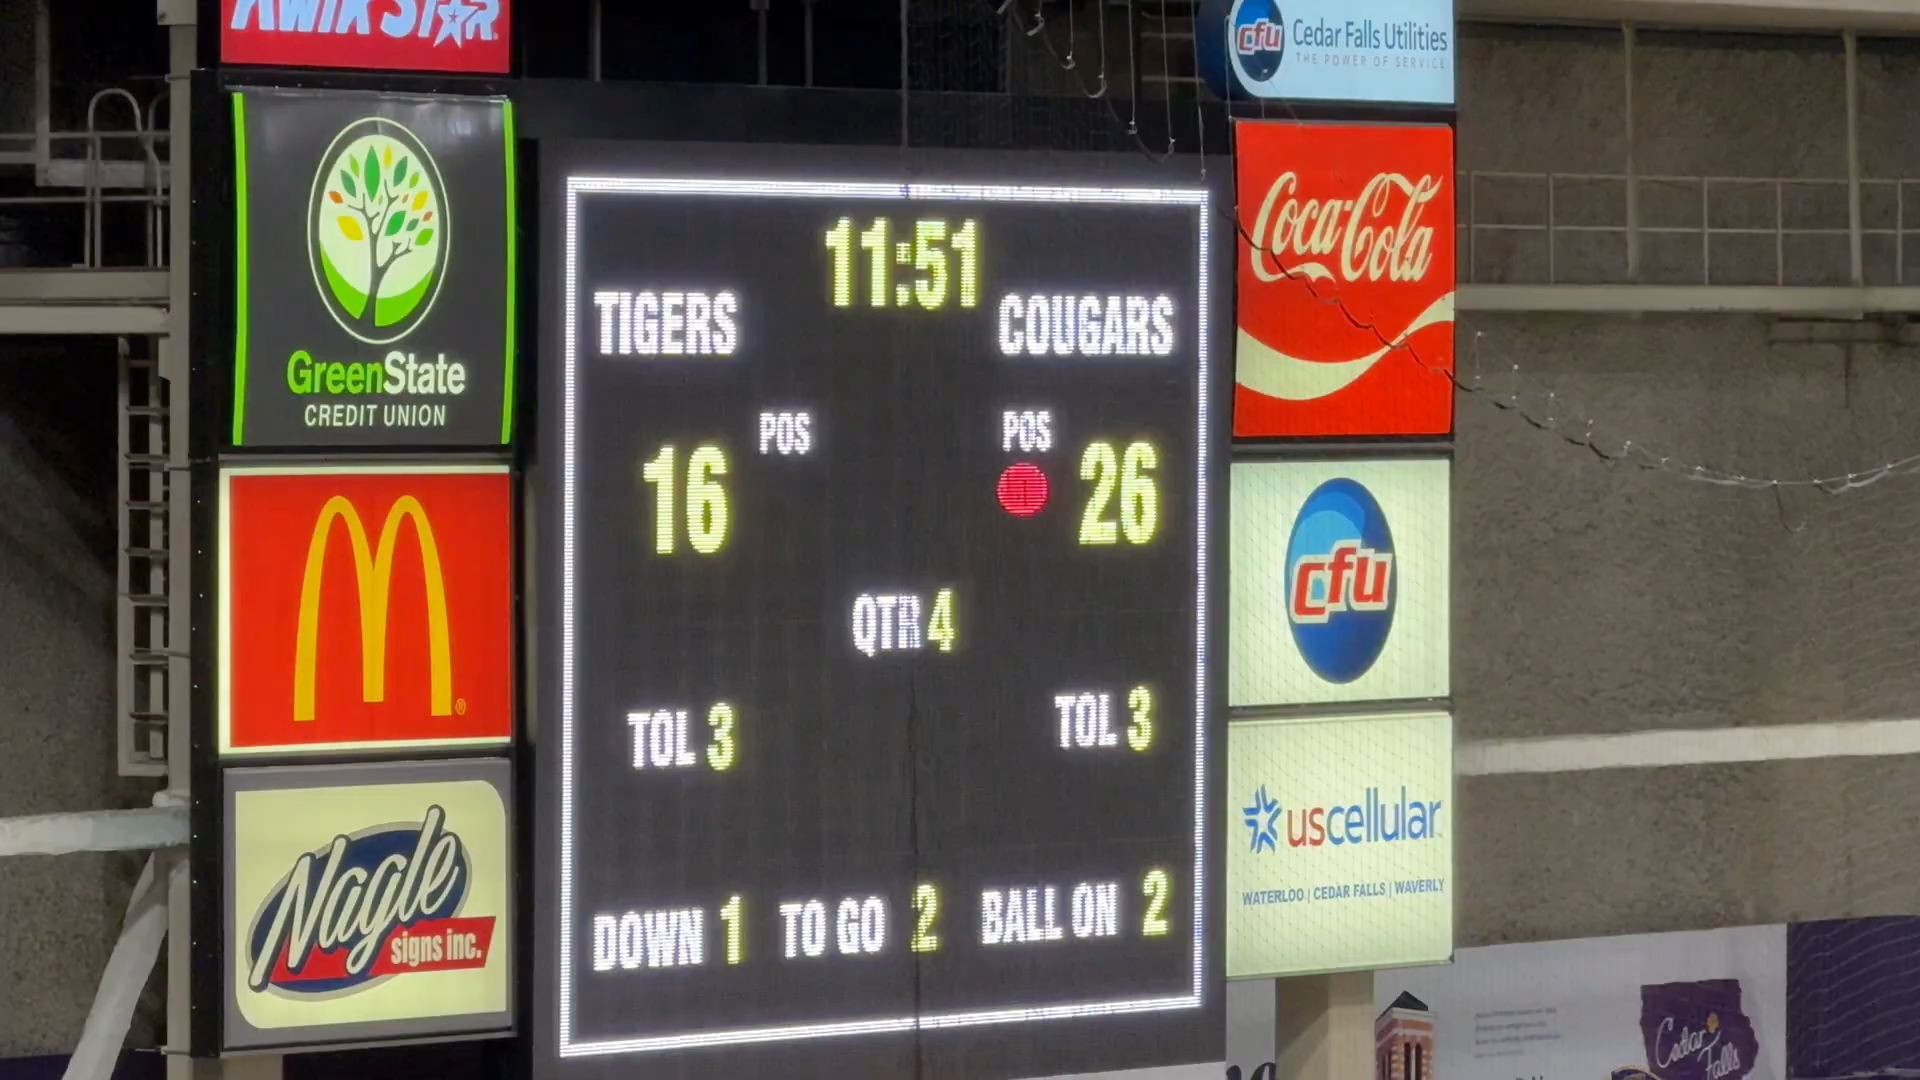 KWIK STAR
cfu Cedar Falls Utilities
THE POWER OF SERVICE
GreenState
CREDIT UNION
Coca-Cola
11:51
TIGERS COUGARS
POS POS
16 26
QTR 4
TOL 3 TOL 3
DOWN 1 TO GO 2 BALL ON 2
M
cfu
Nagle
signs inc.
uscellular
WATERLOO | CEDAR FALLS | WAVERLY
Cedar
Falls